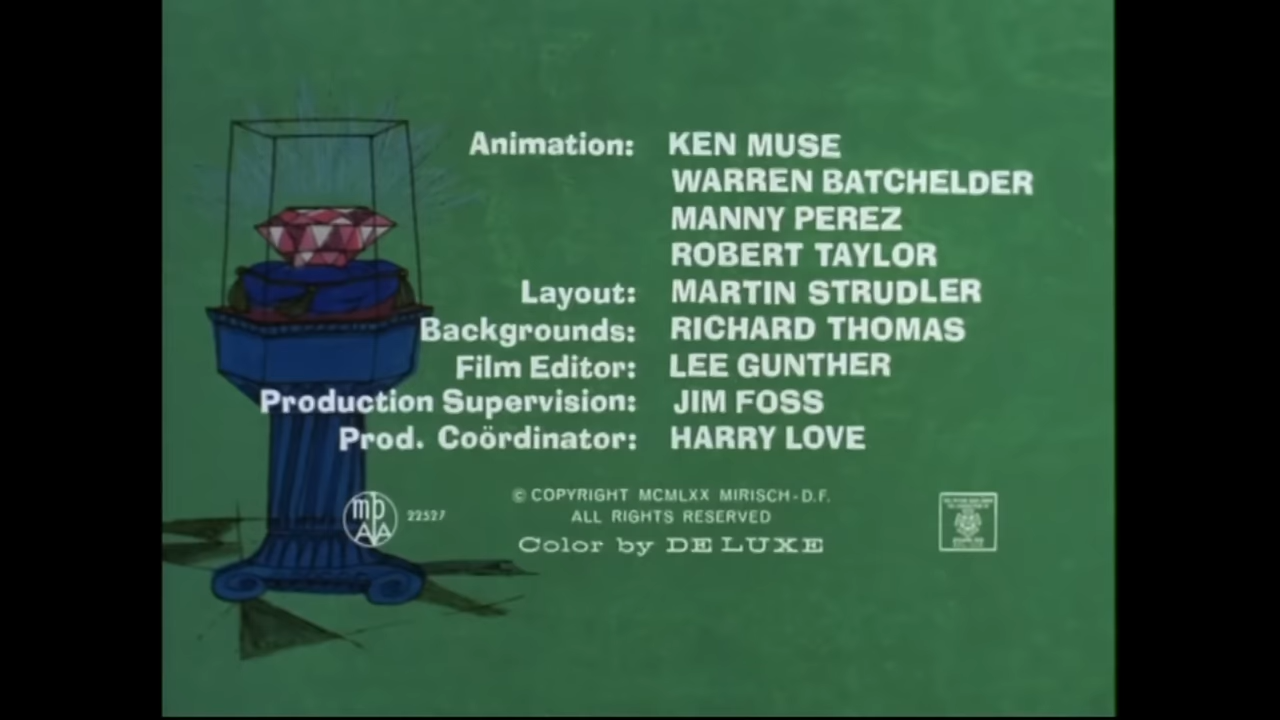 Animation: KEN MUSE
WARREN BATCHELDER
MANNY PEREZ
ROBERT TAYLOR
Layout: MARTIN STRUDLER
Backgrounds: RICHARD THOMAS
Film Editor: LEE GUNTHER
Production Supervision: JIM FOSS
Prod. Coördinator: HARRY LOVE
© COPYRIGHT MCMLXX MIRISCH-D.F.
mpAA 22527
ALL RIGHTS RESERVED
Color by DE LUXE